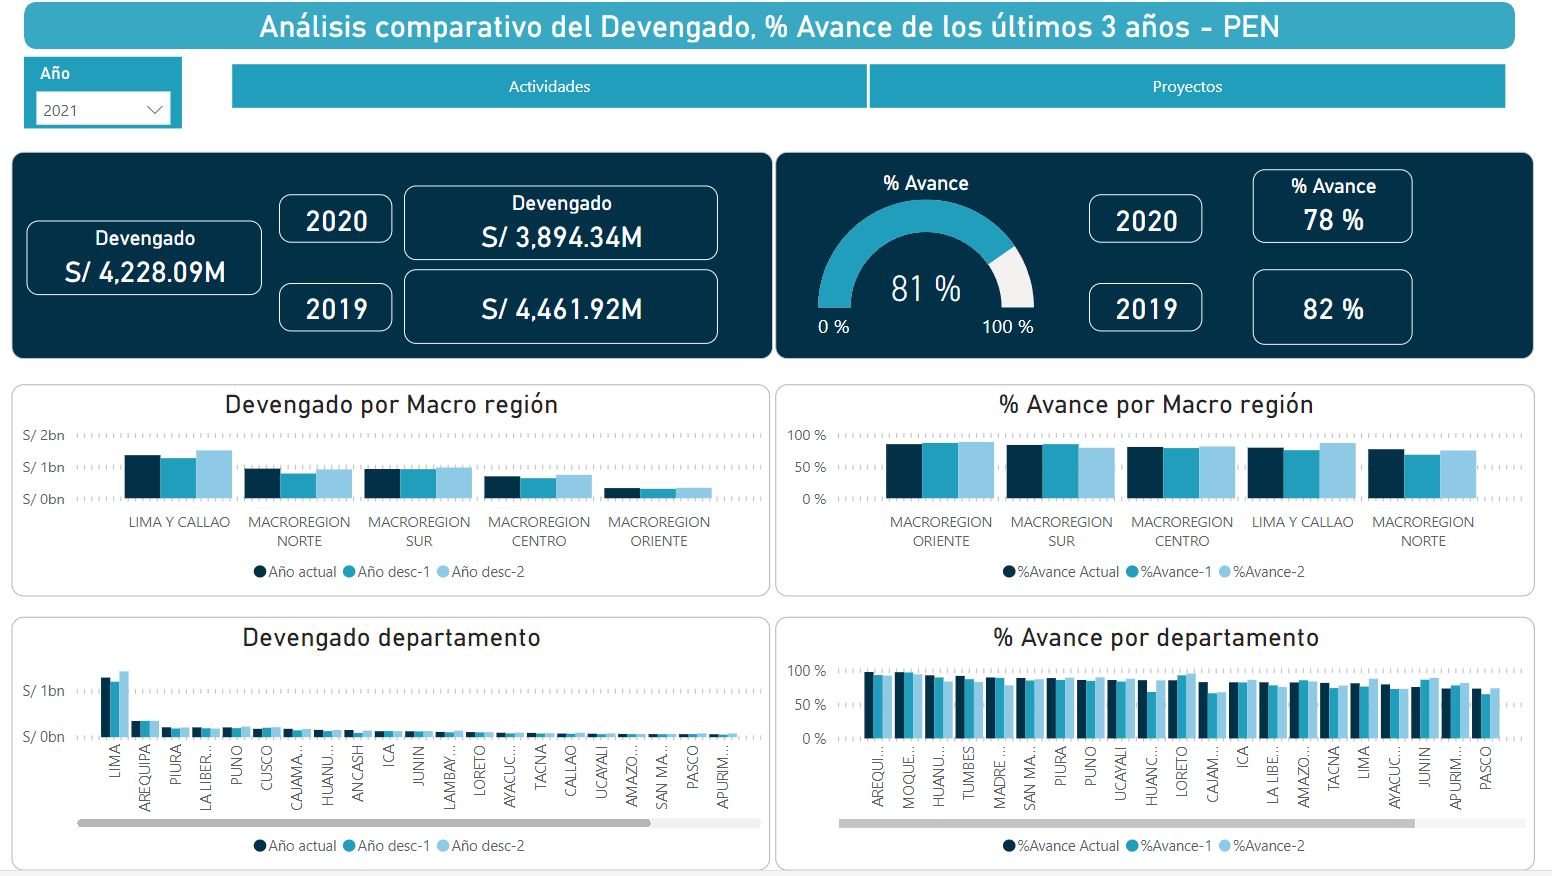 Análisis comparativo del Devengado, % Avance de los últimos 3 años - PEN
Año
2021
Actividades
Proyectos
Devengado
S/ 4,228.09M
2020
Devengado
S/ 3,894.34M
2019
S/ 4,461.92M
% Avance
81 %
0 %
100 %
2020
% Avance
78 %
2019
82 %
Devengado por Macro región
S/ 2bn
S/ 1bn
S/ 0bn
LIMA Y CALLAO
MACROREGION
NORTE
MACROREGION
SUR
MACROREGION
CENTRO
MACROREGION
ORIENTE
Año actual
Año desc-1
Año desc-2
% Avance por Macro región
100 %
50 %
0 %
MACROREGION
ORIENTE
MACROREGION
SUR
MACROREGION
CENTRO
LIMA Y CALLAO
MACROREGION
NORTE
%Avance Actual
%Avance-1
%Avance-2
Devengado departamento
S/ 1bn
S/ 0bn
LIMA
AREQUIPA
PIURA
LA LIBER...
PUNO
CUSCO
CAJAMA...
HUANU...
ANCASH
ICA
JUNIN
LAMBAY...
LORETO
AYACUC...
TACNA
CALLAO
UCAYALI
AMAZO...
SAN MA...
PASCO
APURIM...
Año actual
Año desc-1
Año desc-2
% Avance por departamento
100 %
50 %
0 %
AREQUI...
MOQUE...
HUANU...
TUMBES
MADRE ...
SAN MA...
PIURA
PUNO
UCAYALI
HUANC...
LORETO
CAJAM...
ICA
LA LIBE...
AMAZO...
TACNA
LIMA
AYACUC...
JUNIN
APURIM...
PASCO
%Avance Actual
%Avance-1
%Avance-2